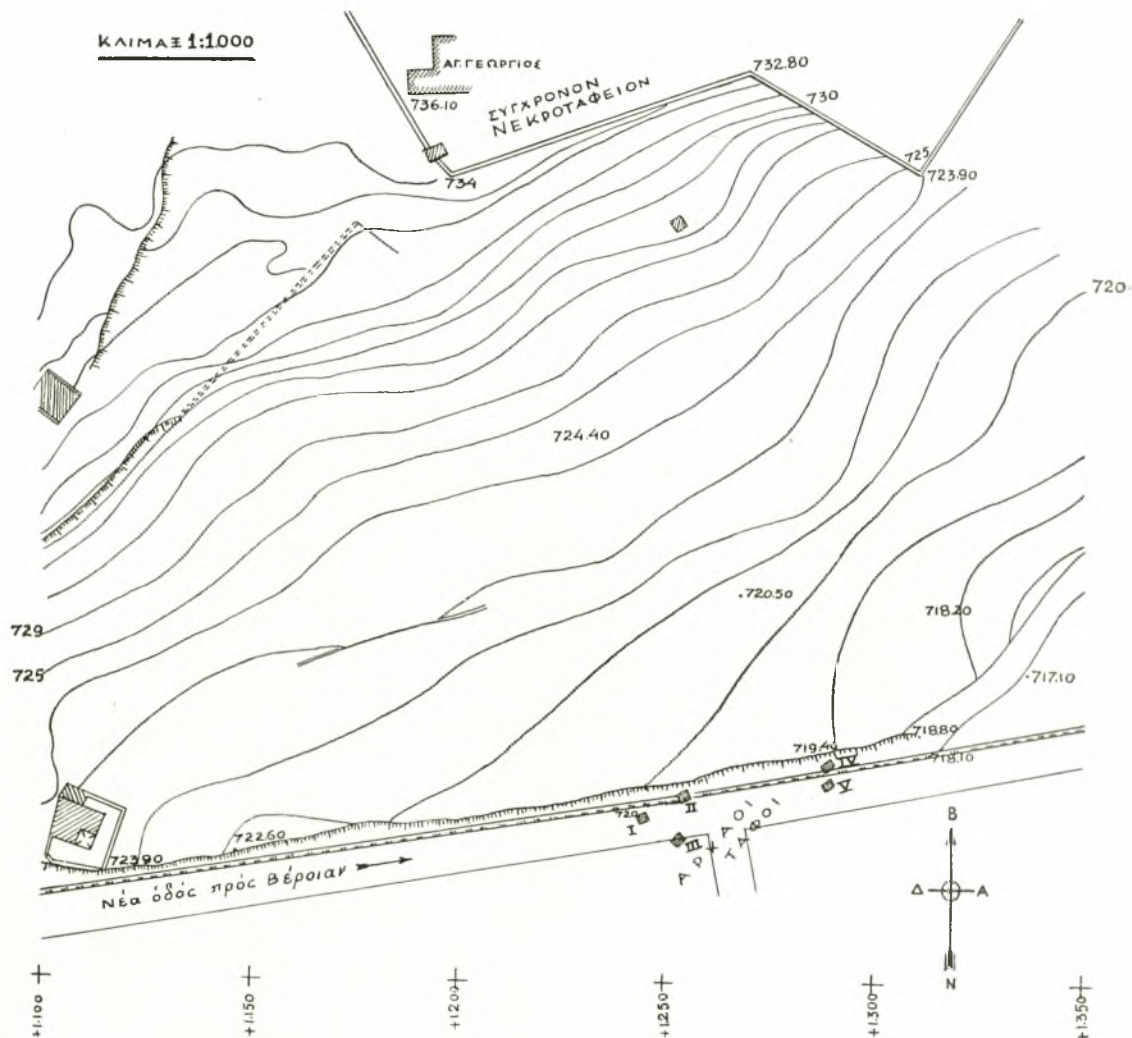 ΚΛΙΜΑΞ 1:1.000
ΑΓ. ΓΕΩΡΓΙΟΣ
736.10
ΣΥΓΧΡΟΝΟΝ
ΝΕΚΡΟΤΑΦΕΙΟΝ
732.80
730
725
723.90
734
720.
724.40
720.50
718.20
717.10
729
725
719.40
718.80
718.10
IV
V
720
II
I
III
ΑΡΧΑΙΟΙ
ΤΑΦΟΙ
722.60
723.90
Νέα ὁδός πρός Βέροιαν
Β
Δ
Α
Ν
+1.100
+1.150
+1.200
+1.250
+1.300
+1.350